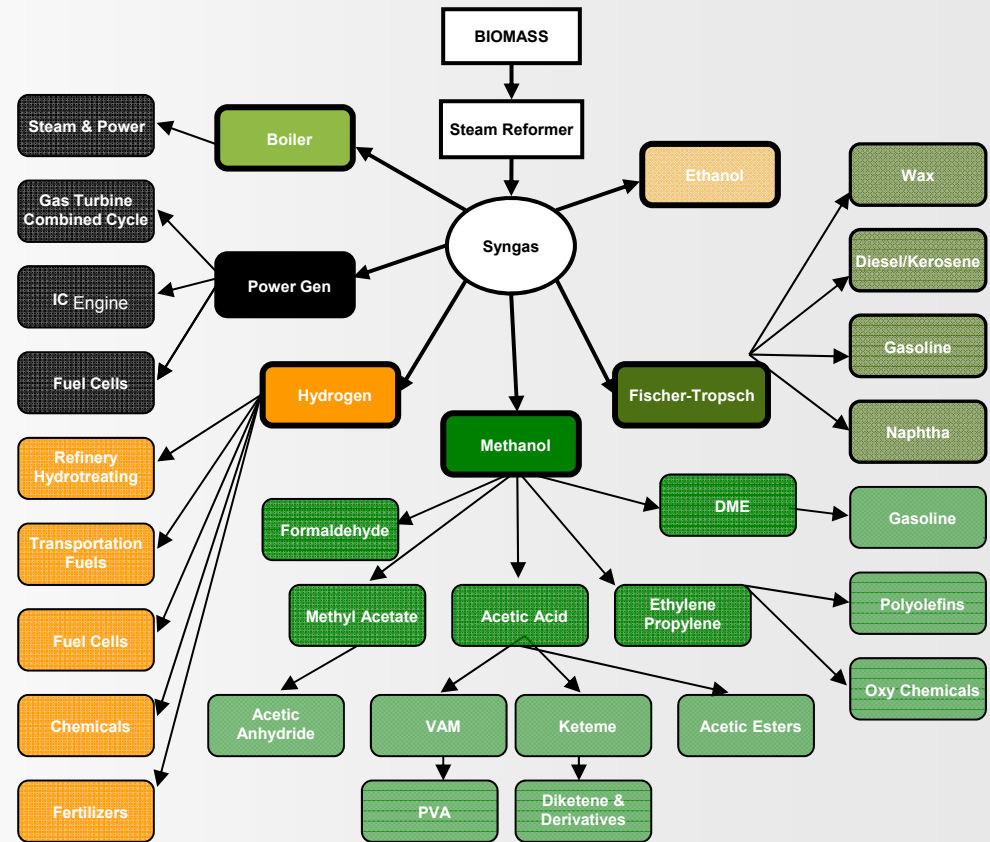 BIOMASS
Steam Reformer
Syngas
Steam & Power
Boiler
Ethanol
Wax
Gas Turbine
Combined Cycle
Power Gen
Diesel/Kerosene
IC Engine
Gasoline
Fuel Cells
Hydrogen
Fischer-Tropsch
Naphtha
Methanol
Refinery
Hydrotreating
Formaldehyde
DME
Gasoline
Transportation
Fuels
Methyl Acetate
Acetic Acid
Ethylene
Propylene
Polyolefins
Fuel Cells
Oxy Chemicals
Chemicals
Acetic
Anhydride
VAM
Keteme
Acetic Esters
Fertilizers
PVA
Diketene &
Derivatives